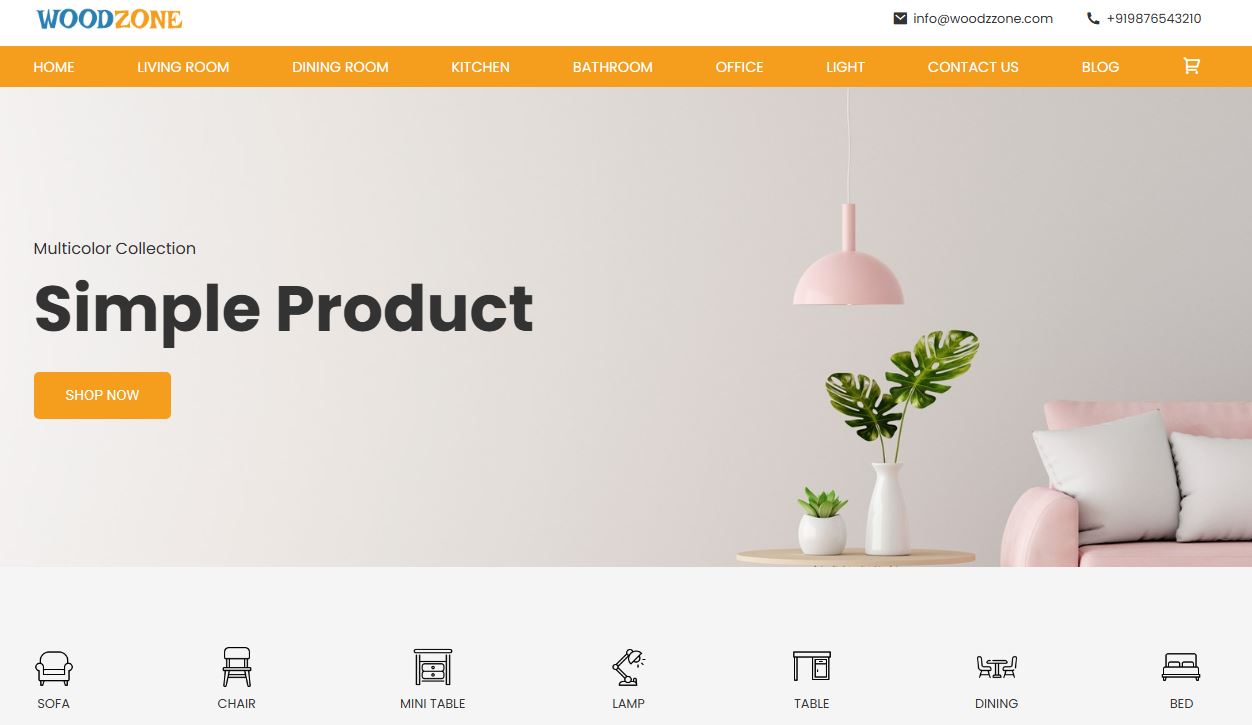 WOODZONE
info@woodzzone.com +919876543210
HOME LIVING ROOM DINING ROOM KITCHEN BATHROOM OFFICE LIGHT CONTACT US BLOG
Multicolor Collection
Simple Product
SHOP NOW
SOFA CHAIR MINI TABLE LAMP TABLE DINING BED